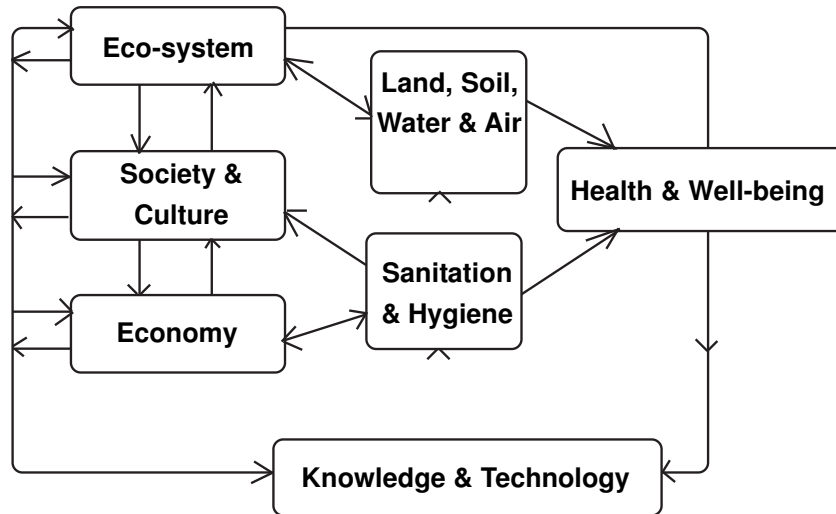 Eco-system
Land, Soil,
Water & Air
Society &
Culture
Health & Well-being
Sanitation
& Hygiene
Economy
Knowledge & Technology